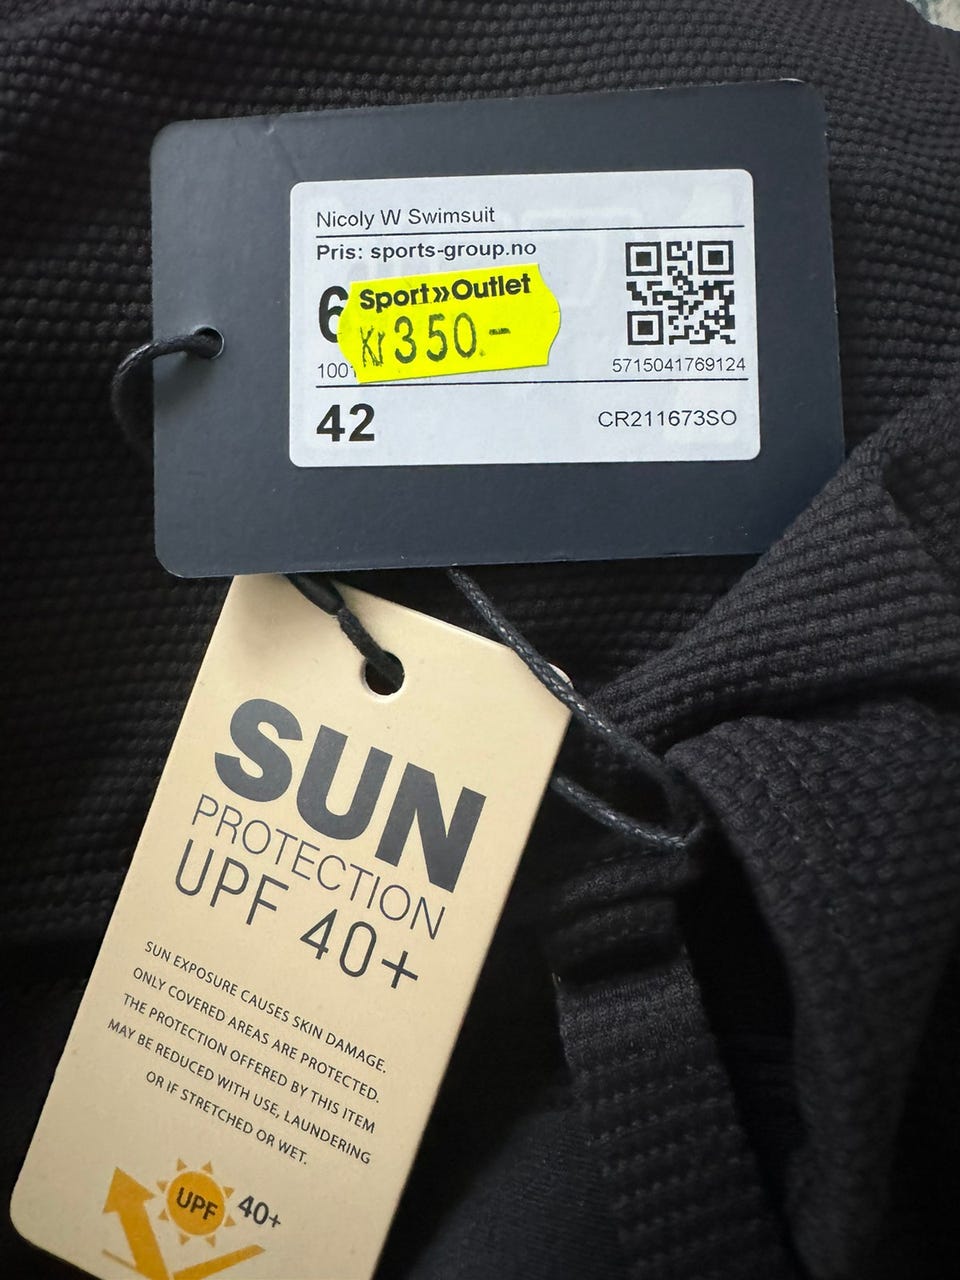 Nicoly W Swimsuit
Pris: sports-group.no
Sport»Outlet
Kr 350.-
5715041769124
42
CR211673SO
SUN
PROTECTION
UPF 40+
SUN EXPOSURE CAUSES SKIN DAMAGE.
ONLY COVERED AREAS ARE PROTECTED.
THE PROTECTION OFFERED BY THIS ITEM
MAY BE REDUCED WITH USE, LAUNDERING
OR IF STRETCHED OR WET.
UPF 40+